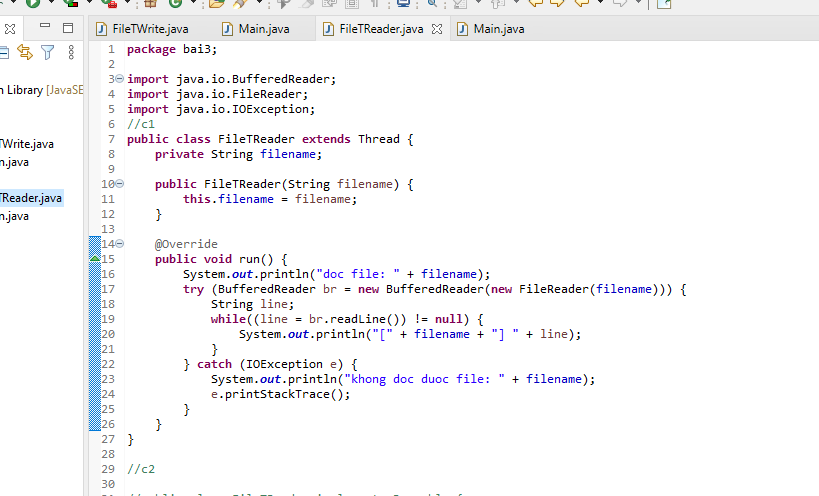 FileTWrite.java Main.java FileTReader.java Main.java
Library [JavaSE
TWrite.java
n.java
TReader.java
n.java
1 package bai3;
2
3 import java.io.BufferedReader;
4 import java.io.FileReader;
5 import java.io.IOException;
6 //c1
7 public class FileTReader extends Thread {
8 private String filename;
9
10 public FileTReader(String filename) {
11 this.filename = filename;
12 }
13
14 @Override
15 public void run() {
16 System.out.println("doc file: " + filename);
17 try (BufferedReader br = new BufferedReader(new FileReader(filename))) {
18 String line;
19 while((line = br.readLine()) != null) {
20 System.out.println("[" + filename + "] " + line);
21 }
22 } catch (IOException e) {
23 System.out.println("khong doc duoc file: " + filename);
24 e.printStackTrace();
25 }
26 }
27 }
28
29 //c2
30